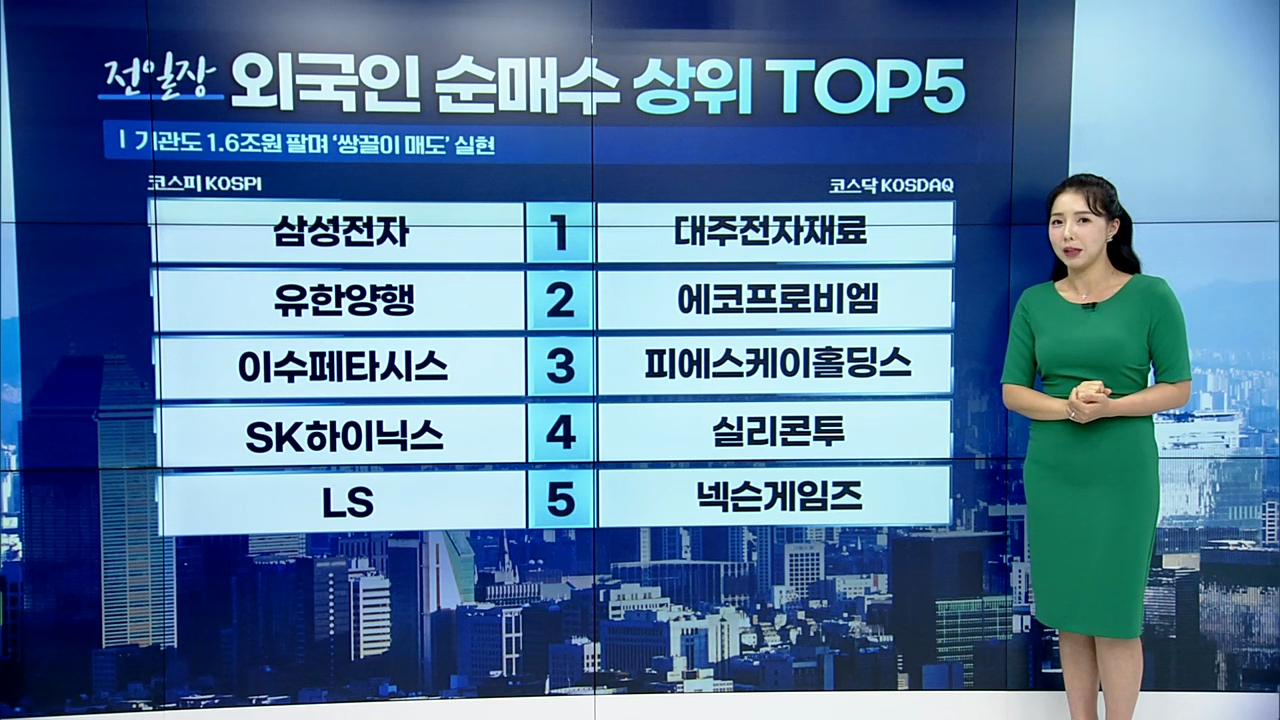 전일장 외국인 순매수 상위 TOP5
기관도 1.6조원 팔며 '쌍끌이 매도' 실현
코스피 KOSPI 코스닥 KOSDAQ
삼성전자 1 대주전자재료
유한양행 2 에코프로비엠
이수페타시스 3 피에스케이홀딩스
SK하이닉스 4 실리콘투
LS 5 넥슨게임즈